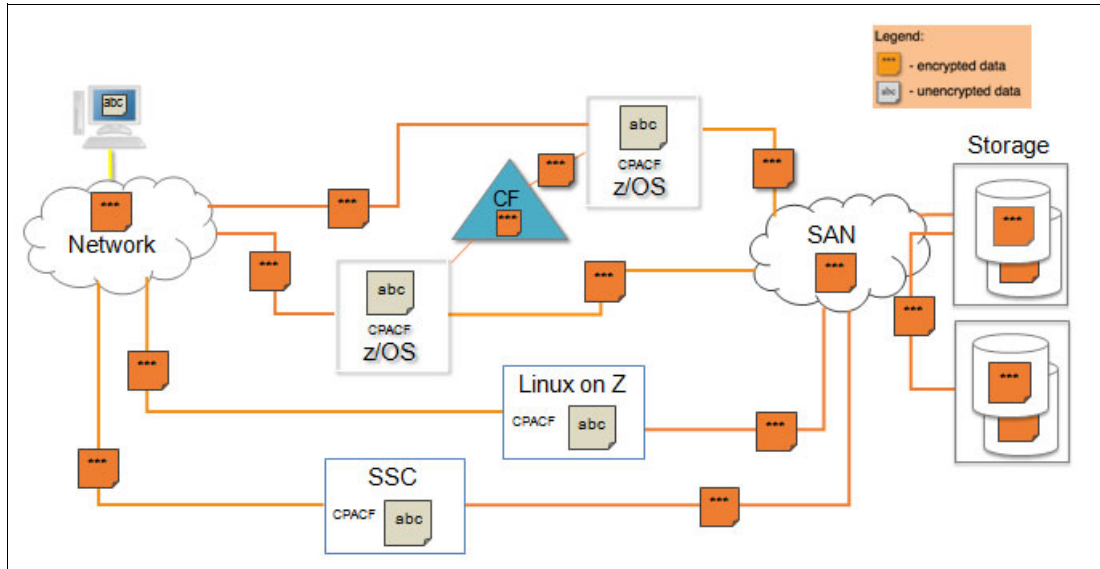 Legend:
*** - encrypted data
abc - unencrypted data
abc
abc
CPACF
z/OS
***
***
***
Storage
***
***
***
Network
***
CF
***
SAN
***
***
***
***
abc
CPACF
z/OS
***
***
***
***
Linux on Z
CPACF
abc
***
***
SSC
CPACF
abc
***